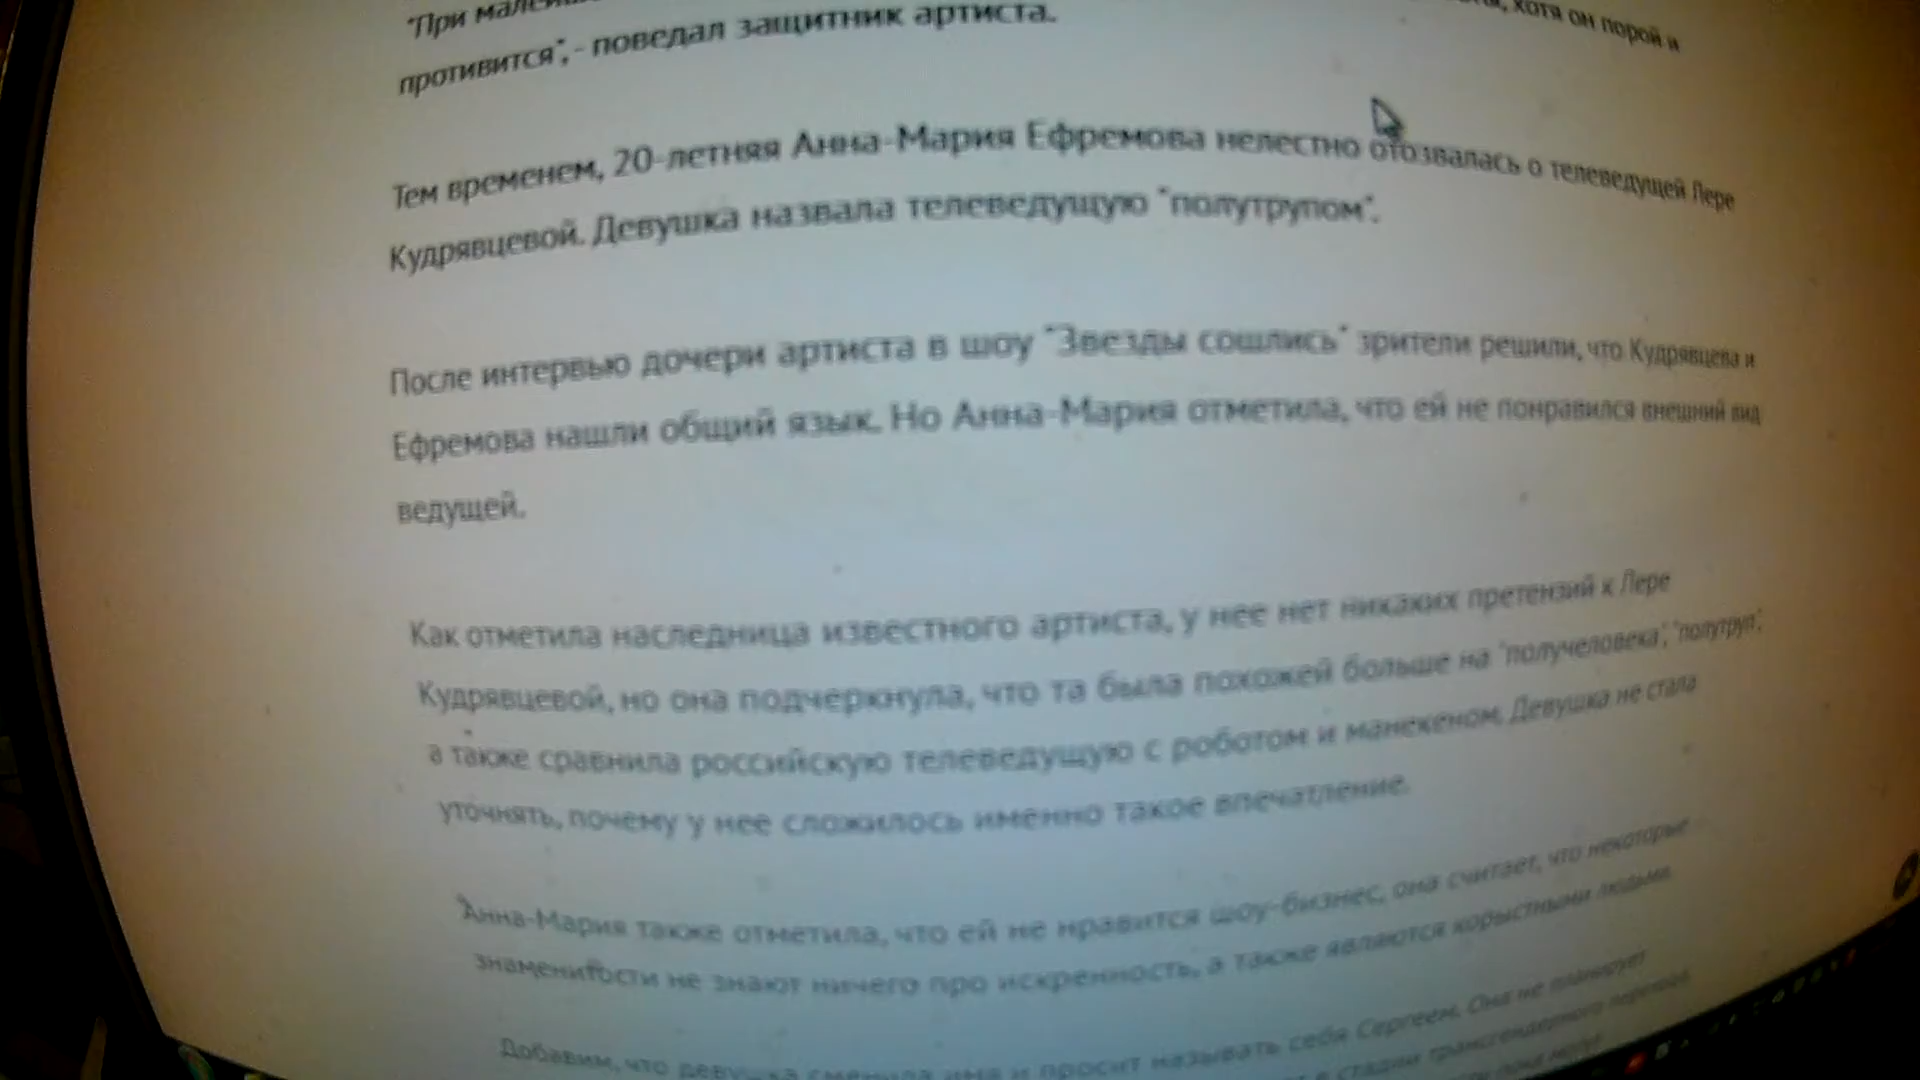 "При
хотя он порой и
противится", - поведал защитник артиста.
Тем временем, 20-летняя Анна-Мария Ефремова нелестно отозвалась о телеведущей Лере
Кудрявцевой. Девушка назвала телеведущую "полутрупом".
После интервью дочери артиста в шоу "Звезды сошлись" зрители решили, что Кудрявцева и
Ефремова нашли общий язык. Но Анна-Мария отметила, что ей не понравился внешний вид
ведущей.
Как отметила наследница известного артиста, у нее нет никаких претензий к Лере
Кудрявцевой, но она подчеркнула, что та была похожей больше на "получеловека", "полутруп",
а также сравнила российскую телеведущую с роботом и манекеном. Девушка не стала
уточнять, почему у нее сложилось именно такое впечатление.
Анна-Мария также отметила, что ей не нравится шоу-бизнес, она считает, что некоторые
знаменитости не знают ничего про искренность, а также являются корыстными людьми.
Добавим, что девушка сменила имя и просит называть себя Сергеем. Она не планирует
в стадии трансгендерного перехода